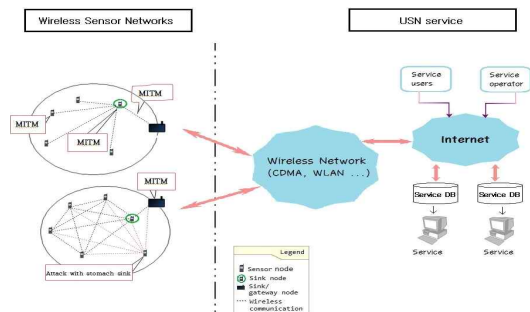 Wireless Sensor Networks
USN service
MITM
MITM
MITM
MITM
Attack with stomach sink
Wireless Network
(CDMA, WLAN ...)
Service
users
Service
operator
Internet
Service DB
Service DB
Service
Service
Legend
Sensor node
Sink node
Sink/
gateway node
Wireless
communication